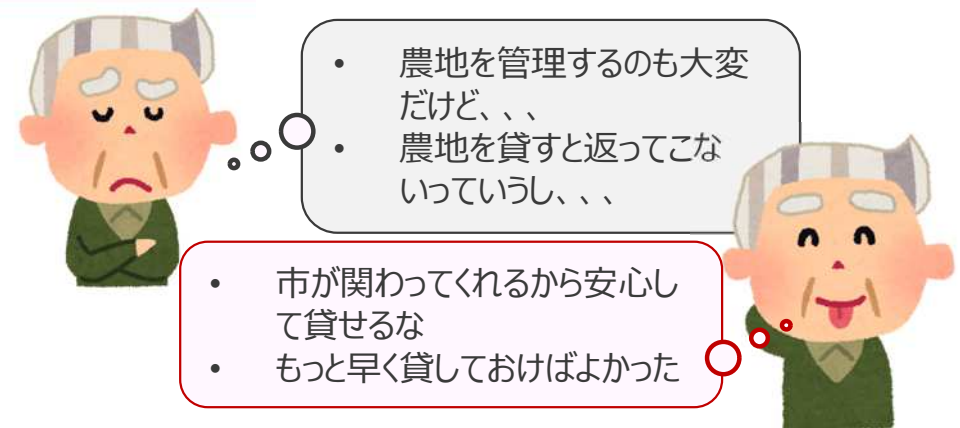 • 農地を管理するのも大変
だけど、、、
• 農地を貸すと返ってこな
いっていうし、、、
• 市が関わってくれるから安心し
て貸せるな
• もっと早く貸しておけばよかった